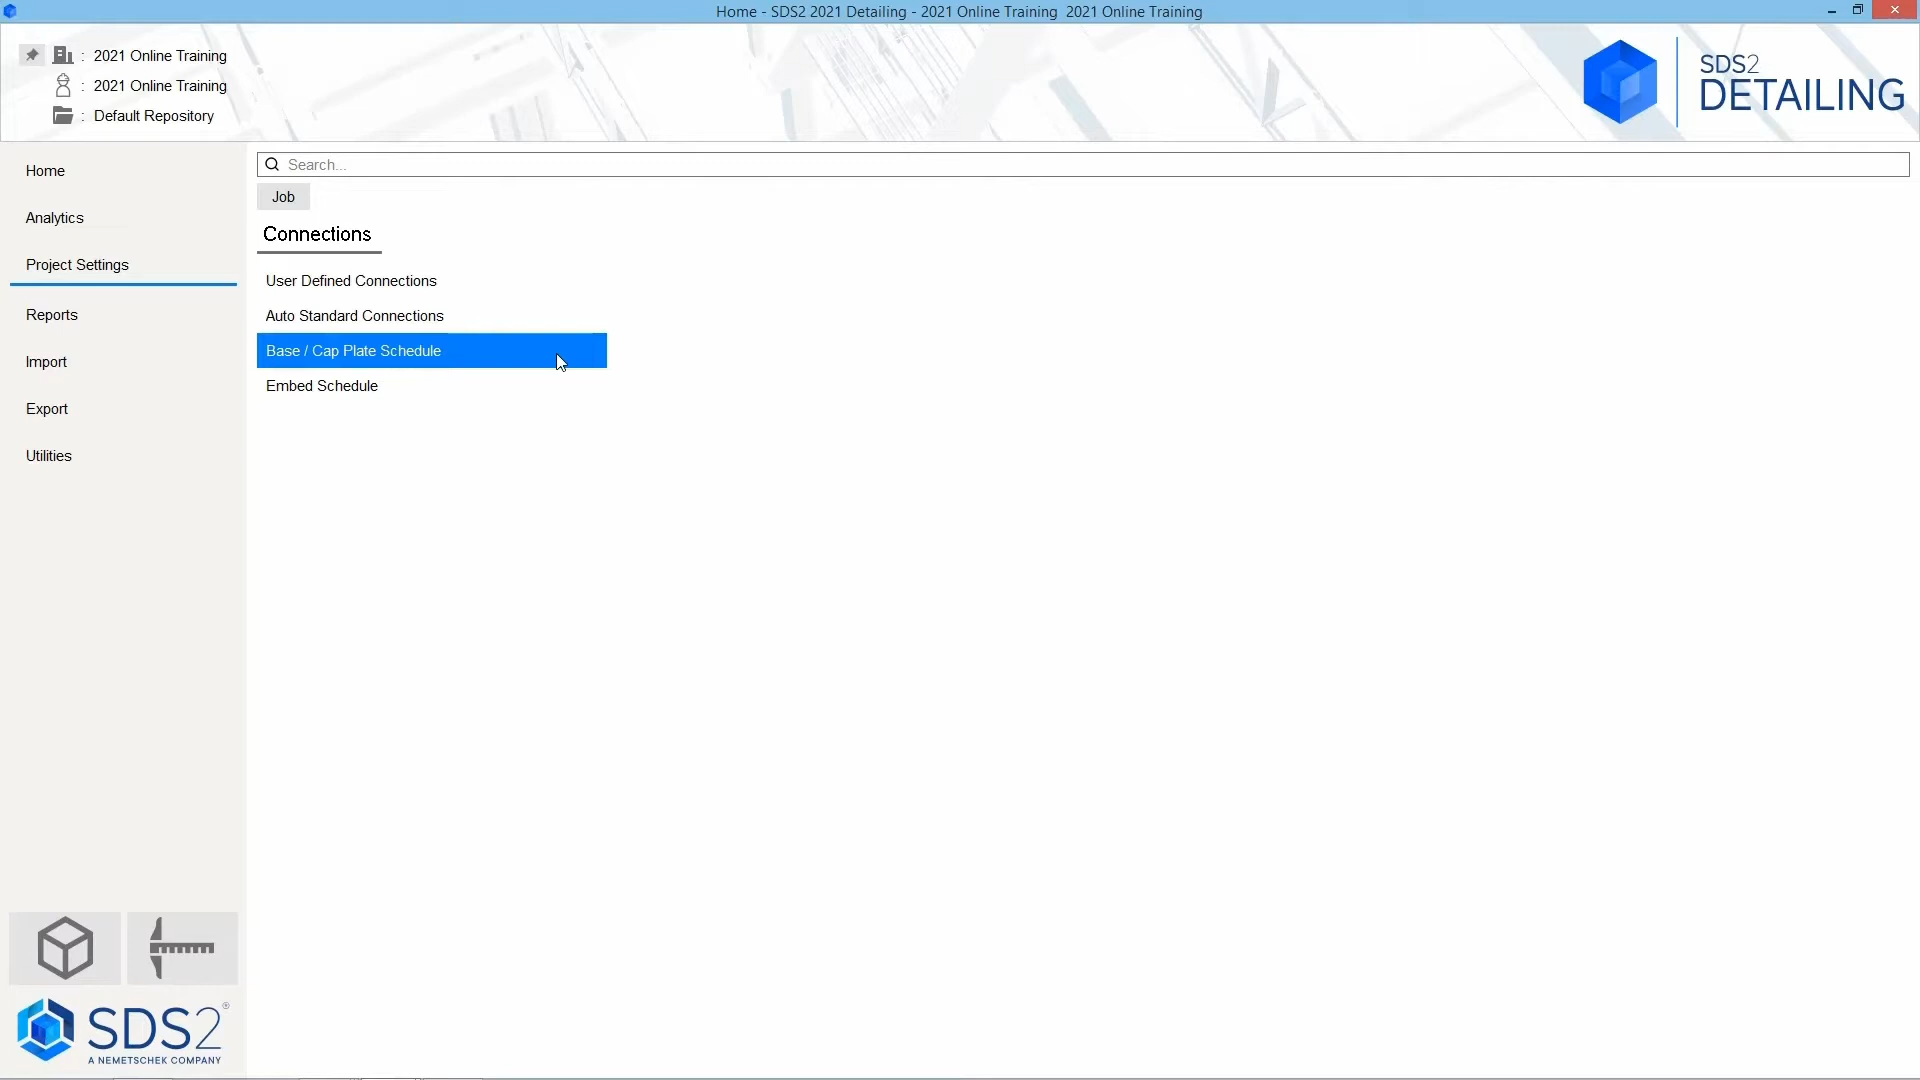 Home - SDS2 2021 Detailing - 2021 Online Training 2021 Online Training
: 2021 Online Training
: 2021 Online Training
: Default Repository
SDS2
DETAILING
Home
Analytics
Project Settings
Reports
Import
Export
Utilities
Search...
Job
Connections
User Defined Connections
Auto Standard Connections
Base / Cap Plate Schedule
Embed Schedule
SDS2®
A NEMETSCHEK COMPANY